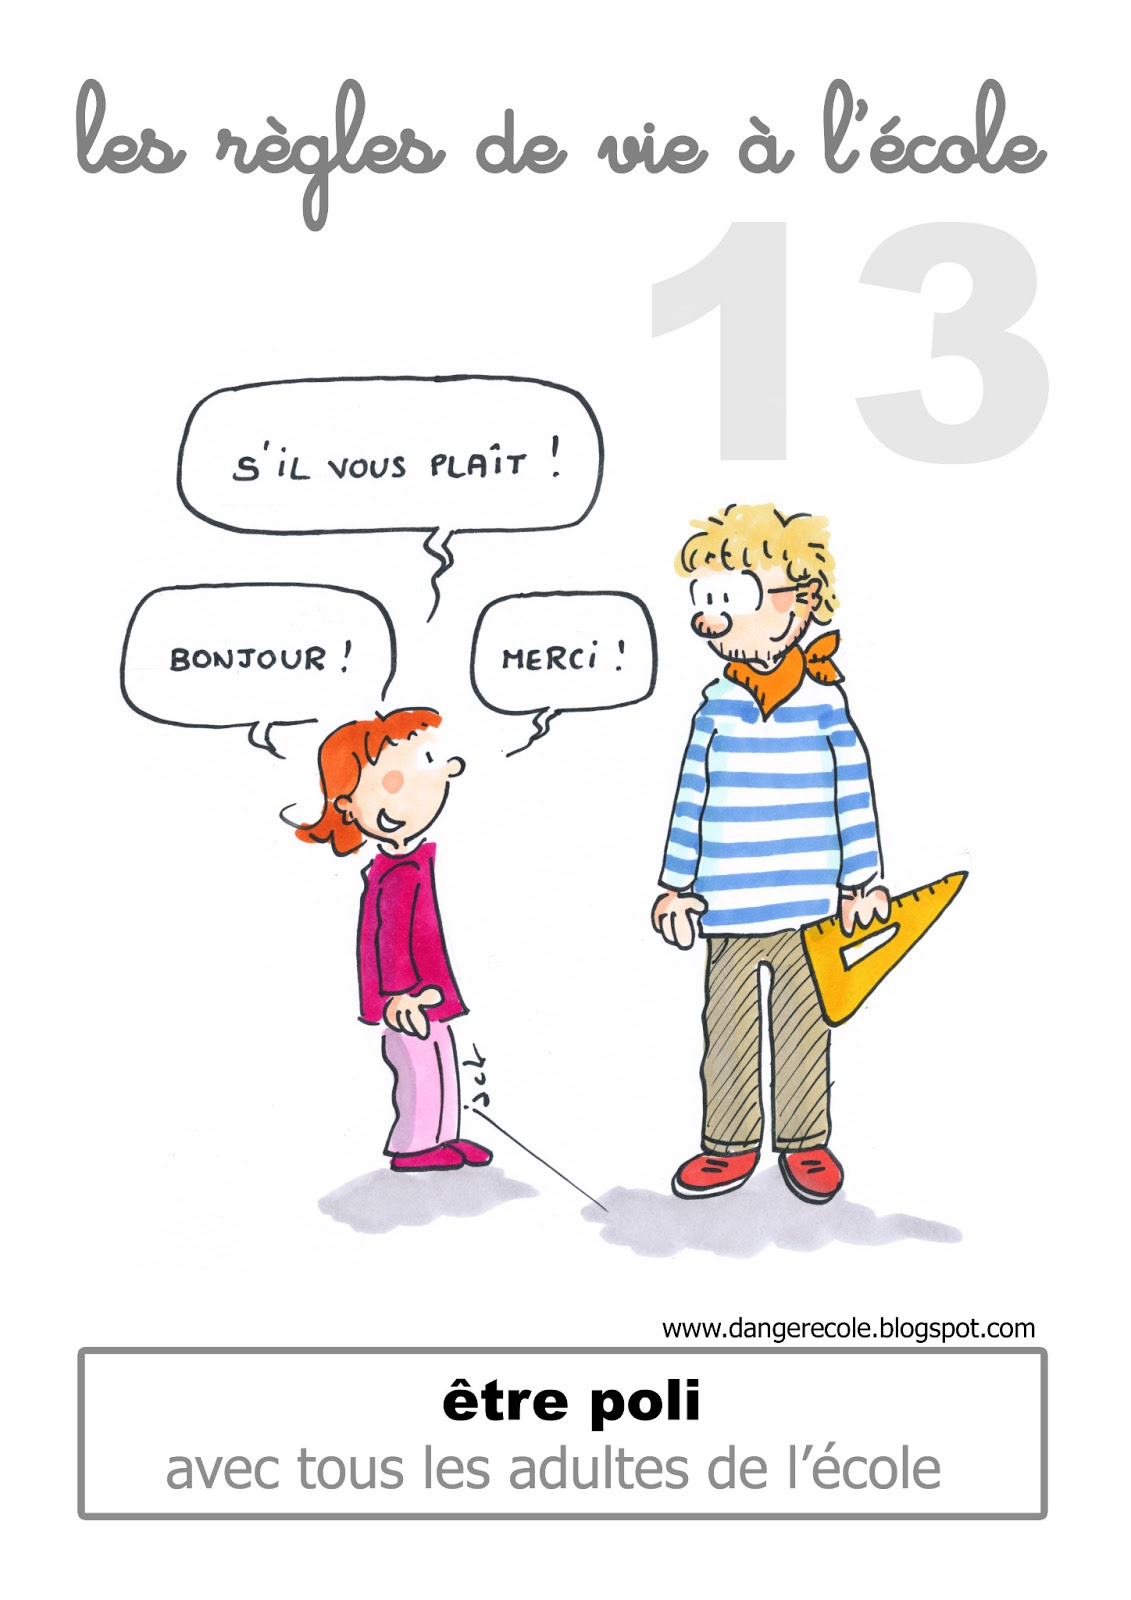 les règles de vie à l'école
13
S'iL VOUS PLAÎT !
BONJOUR !
MERCi !
jack
www.dangerecole.blogspot.com
être poli
avec tous les adultes de l'école